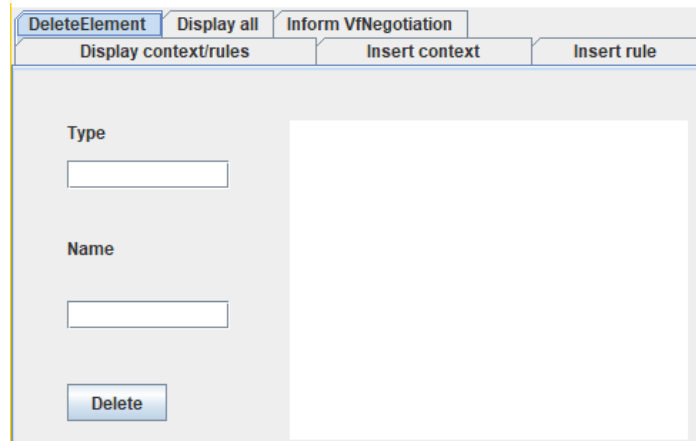 DeleteElement Display all Inform VfNegotiation
Display context/rules Insert context Insert rule
Type
Name
Delete